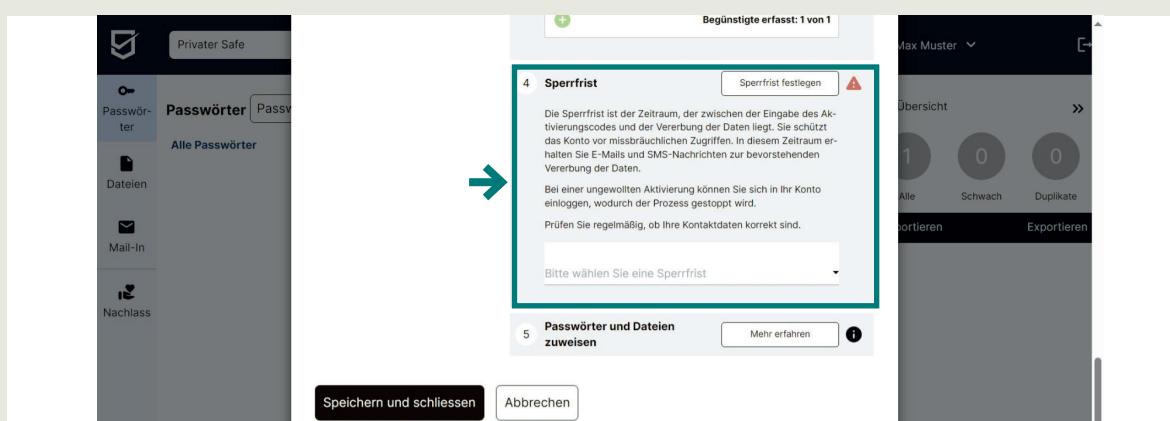 Begünstigte erfasst: 1 von 1
Privater Safe
Max Muster
Passwör-
ter
Passwörter
Alle Passwörter
Dateien
Mail-In
Nachlass
4 Sperrfrist
Sperrfrist festlegen
Die Sperrfrist ist der Zeitraum, der zwischen der Eingabe des Ak-
tivierungscodes und der Vererbung der Daten liegt. Sie schützt
das Konto vor missbräuchlichen Zugriffen. In diesem Zeitraum er-
halten Sie E-Mails und SMS-Nachrichten zur bevorstehenden
Vererbung der Daten.
Bei einer ungewollten Aktivierung können Sie sich in Ihr Konto
einloggen, wodurch der Prozess gestoppt wird.
Prüfen Sie regelmäßig, ob Ihre Kontaktdaten korrekt sind.
Bitte wählen Sie eine Sperrfrist
5 Passwörter und Dateien
zuweisen
Mehr erfahren
Speichern und schliessen
Abbrechen
Übersicht
1 0 0
Alle Schwach Duplikate
Exportieren